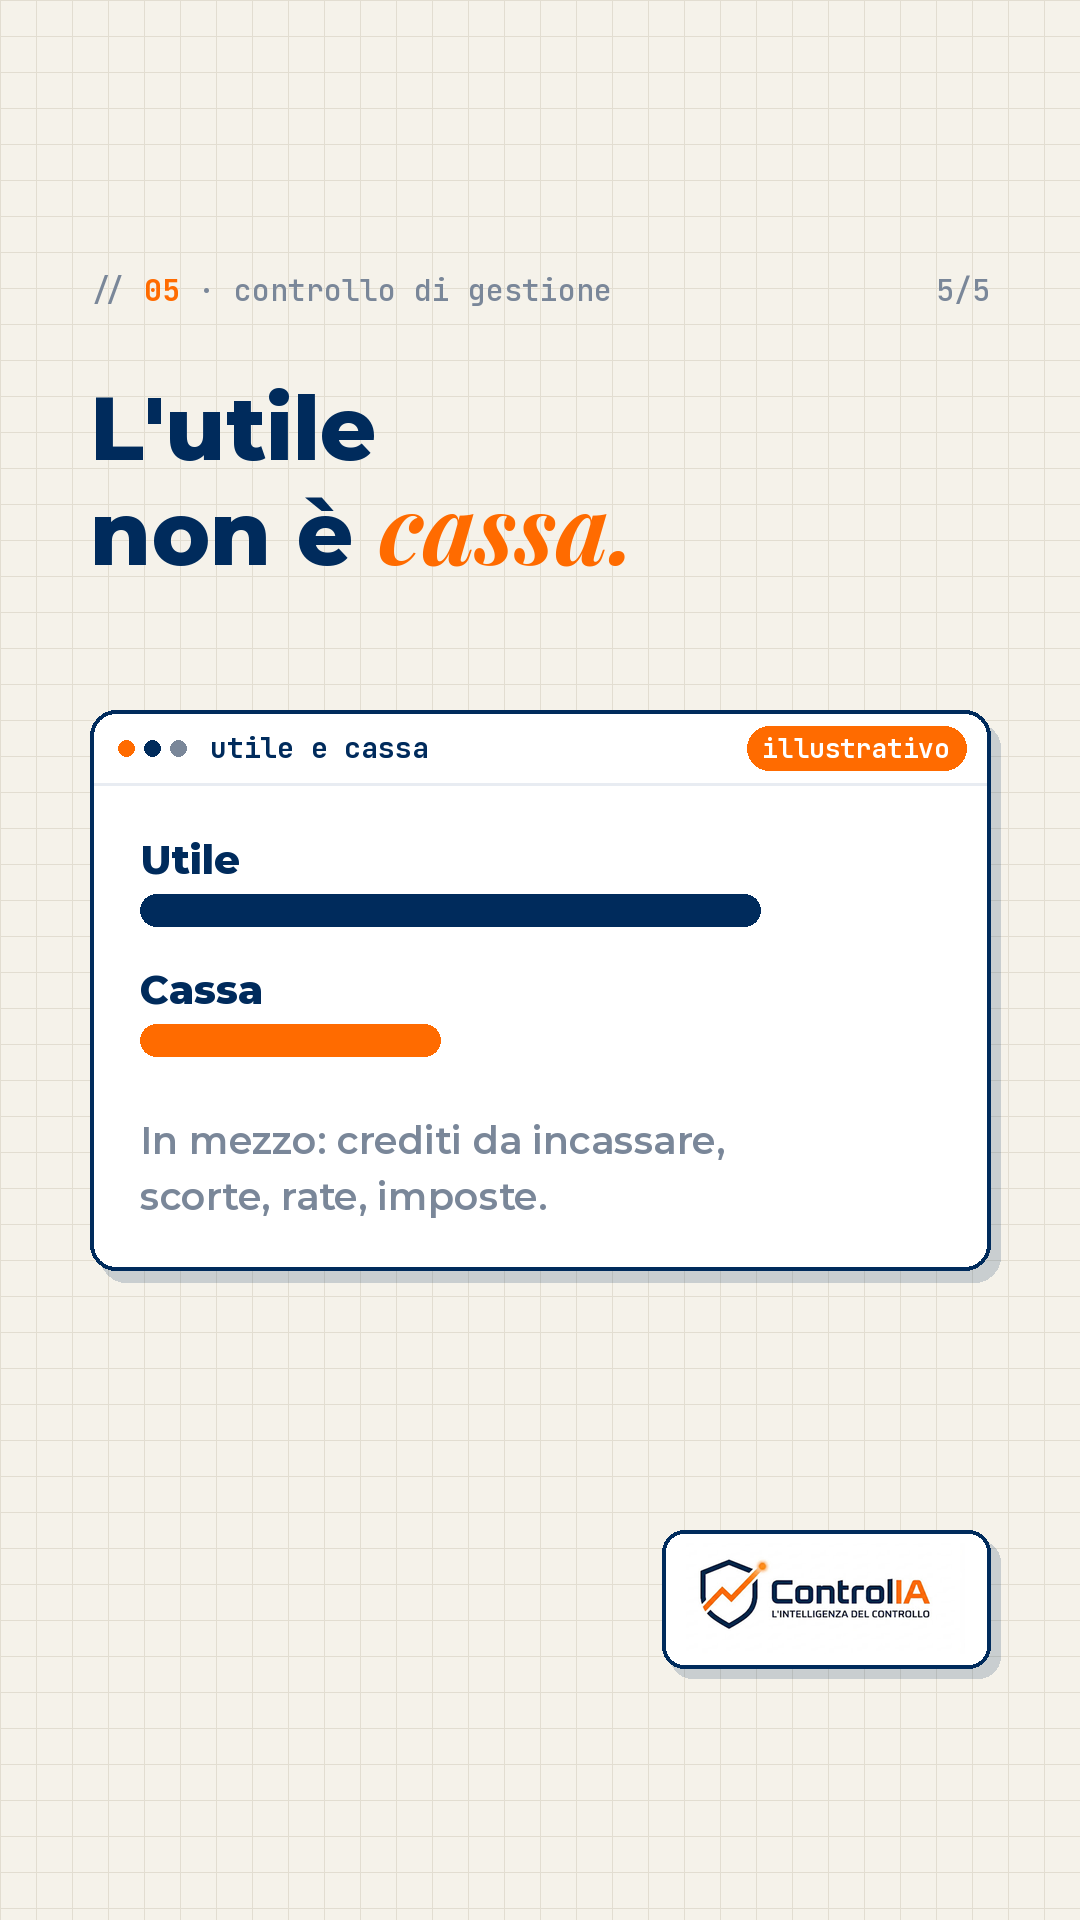 // 05 · controllo di gestione 5/5
L'utile
non è cassa.
utile e cassa illustrativo
Utile
Cassa
In mezzo: crediti da incassare,
scorte, rate, imposte.
ControlIA
L'INTELLIGENZA DEL CONTROLLO